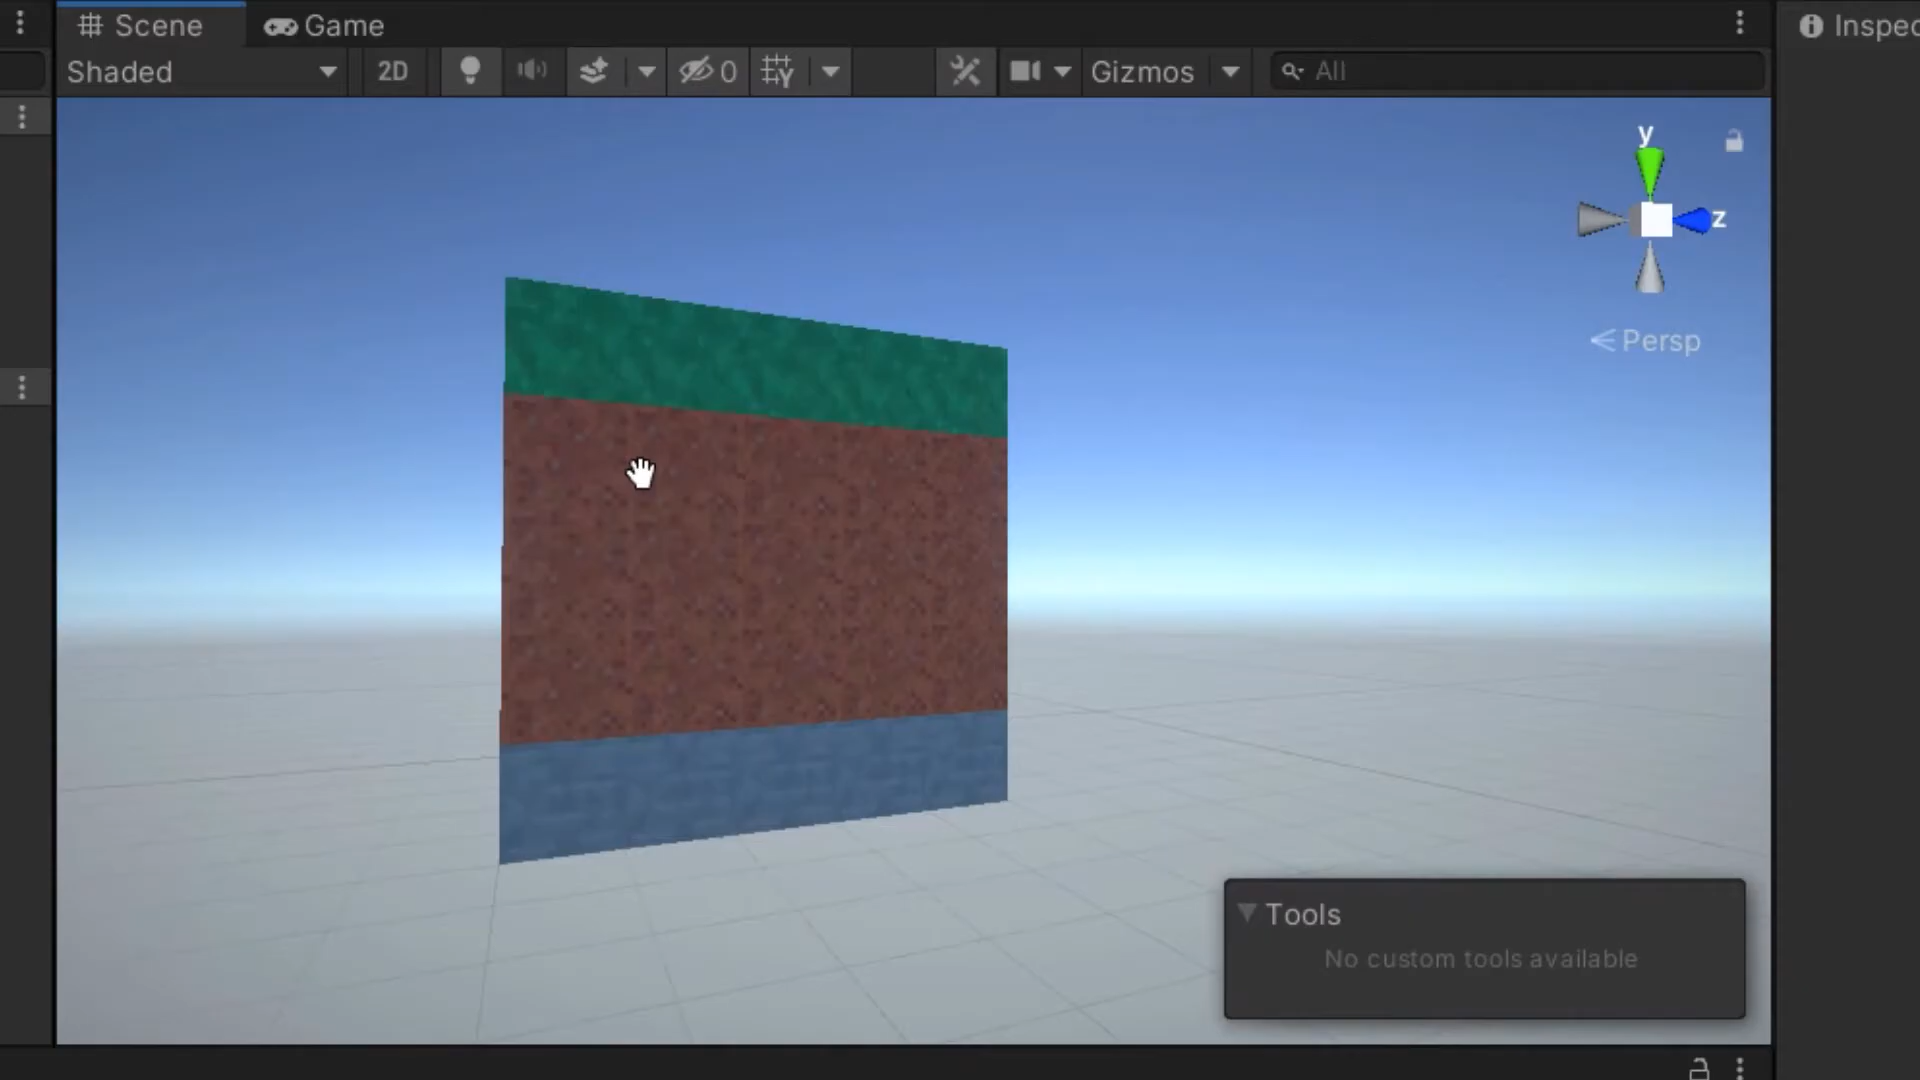 Scene
Game
Inspec
Shaded
2D
0
Gizmos
All
y
z
Persp
Tools
No custom tools available